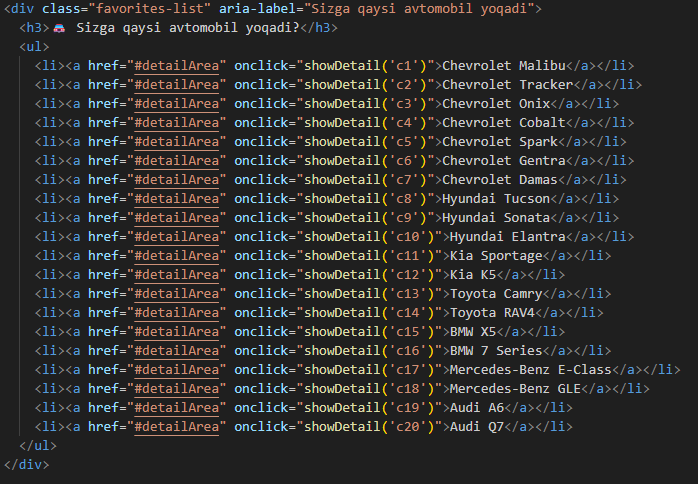 <div class="favorites-list" aria-label="Sizga qaysi avtomobil yoqadi">
<h3>🚘 Sizga qaysi avtomobil yoqadi?</h3>
<ul>
<li><a href="#detailArea" onclick="showDetail('c1')">Chevrolet Malibu</a></li>
<li><a href="#detailArea" onclick="showDetail('c2')">Chevrolet Tracker</a></li>
<li><a href="#detailArea" onclick="showDetail('c3')">Chevrolet Onix</a></li>
<li><a href="#detailArea" onclick="showDetail('c4')">Chevrolet Cobalt</a></li>
<li><a href="#detailArea" onclick="showDetail('c5')">Chevrolet Spark</a></li>
<li><a href="#detailArea" onclick="showDetail('c6')">Chevrolet Gentra</a></li>
<li><a href="#detailArea" onclick="showDetail('c7')">Chevrolet Damas</a></li>
<li><a href="#detailArea" onclick="showDetail('c8')">Hyundai Tucson</a></li>
<li><a href="#detailArea" onclick="showDetail('c9')">Hyundai Sonata</a></li>
<li><a href="#detailArea" onclick="showDetail('c10')">Hyundai Elantra</a></li>
<li><a href="#detailArea" onclick="showDetail('c11')">Kia Sportage</a></li>
<li><a href="#detailArea" onclick="showDetail('c12')">Kia K5</a></li>
<li><a href="#detailArea" onclick="showDetail('c13')">Toyota Camry</a></li>
<li><a href="#detailArea" onclick="showDetail('c14')">Toyota RAV4</a></li>
<li><a href="#detailArea" onclick="showDetail('c15')">BMW X5</a></li>
<li><a href="#detailArea" onclick="showDetail('c16')">BMW 7 Series</a></li>
<li><a href="#detailArea" onclick="showDetail('c17')">Mercedes-Benz E-Class</a></li>
<li><a href="#detailArea" onclick="showDetail('c18')">Mercedes-Benz GLE</a></li>
<li><a href="#detailArea" onclick="showDetail('c19')">Audi A6</a></li>
<li><a href="#detailArea" onclick="showDetail('c20')">Audi Q7</a></li>
</ul>
</div>